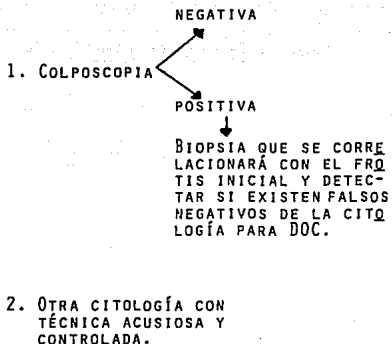 NEGATIVA
1. COLPOSCOPIA
POSITIVA
BIOPSIA QUE SE CORRE
LACIONARÁ CON EL FRO
TIS INICIAL Y DETEC-
TAR SI EXISTEN FALSOS
NEGATIVOS DE LA CITO
LOGÍA PARA DOC.
2. OTRA CITOLOGÍA CON
TÉCNICA ACUSIOSA Y
CONTROLADA.